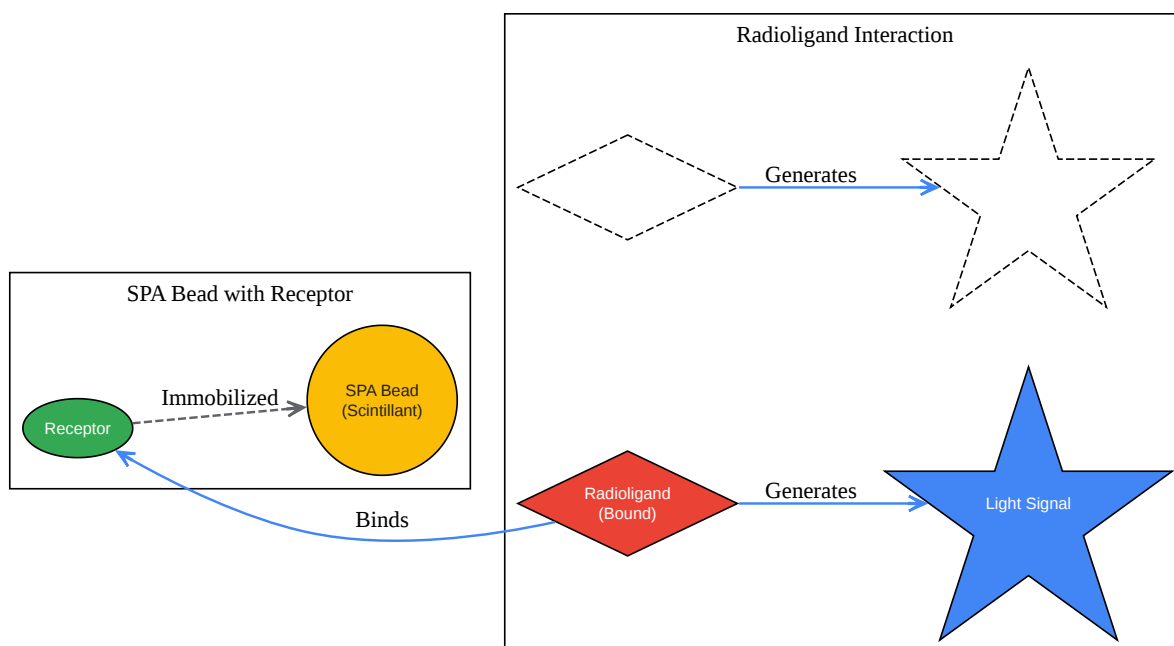 Radioligand Interaction
Generates
SPA Bead with Receptor
Immobilized
SPA Bead
(Scintillant)
Receptor
Binds
Radioligand
(Bound)
Generates
Light Signal